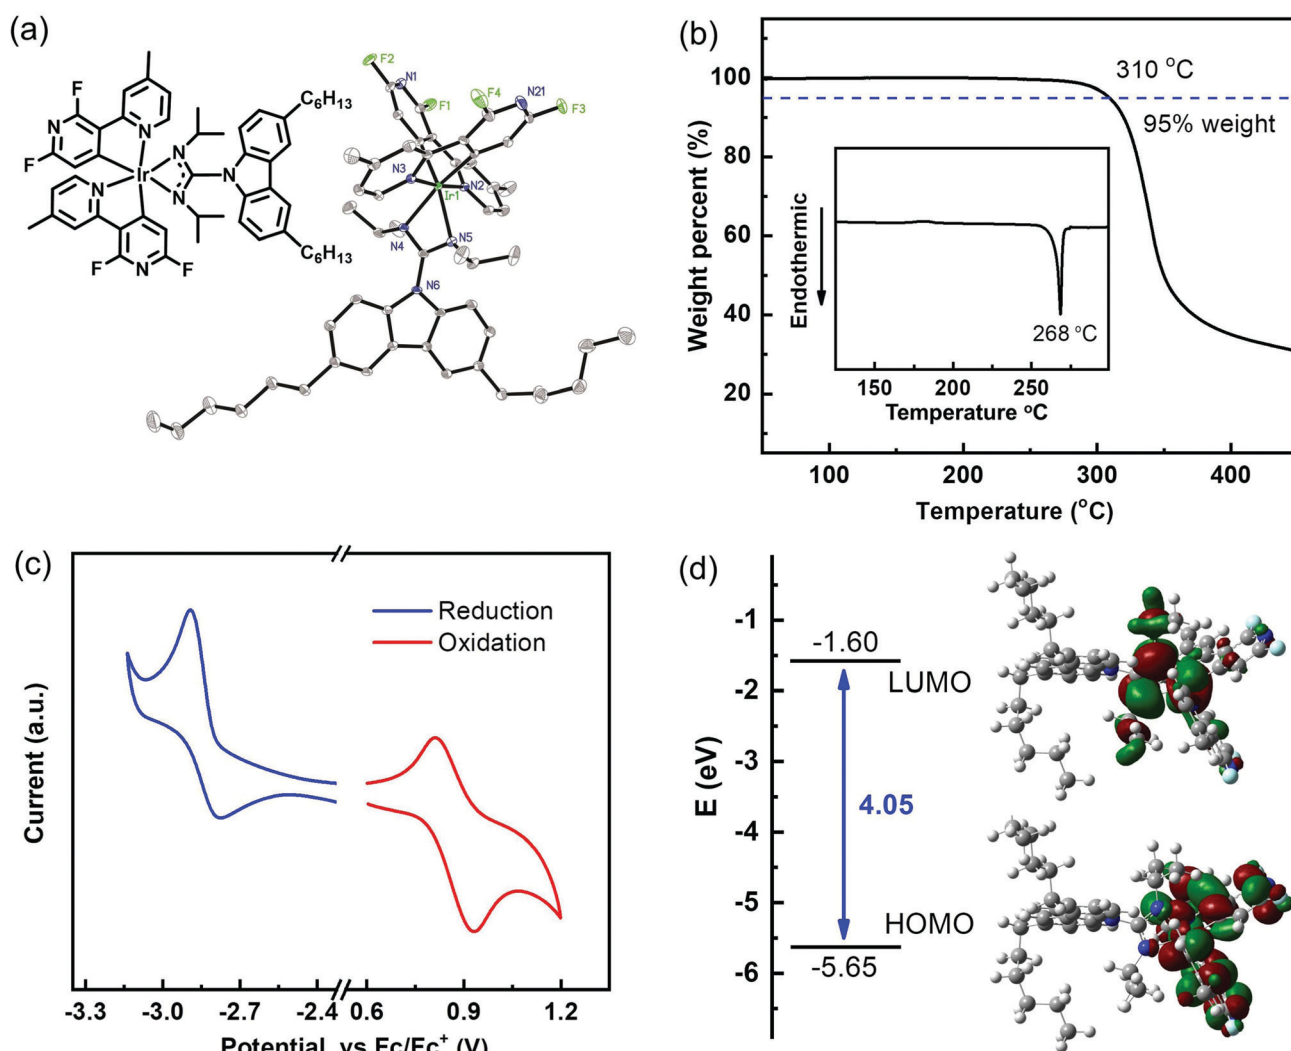 (a)
F
N
N
F
N
Ir
N
N
N
N
F
N
F
C6H13
C6H13
F2
N1
F1
F4
N21
F3
N3
Ir1
N2
N4
N5
N6
(b)
Weight percent (%)
100
80
60
40
20
310 °C
95% weight
Endothermic
268 °C
150 200 250
Temperature °C
100 200 300 400
Temperature (°C)
(c)
Current (a.u.)
Reduction
Oxidation
-3.3 -3.0 -2.7 -2.4 0.6 0.9 1.2
Potential vs Fc/Fc+ (V)
(d)
E (eV)
-1
-2
-3
-4
-5
-6
-1.60
LUMO
4.05
HOMO
-5.65